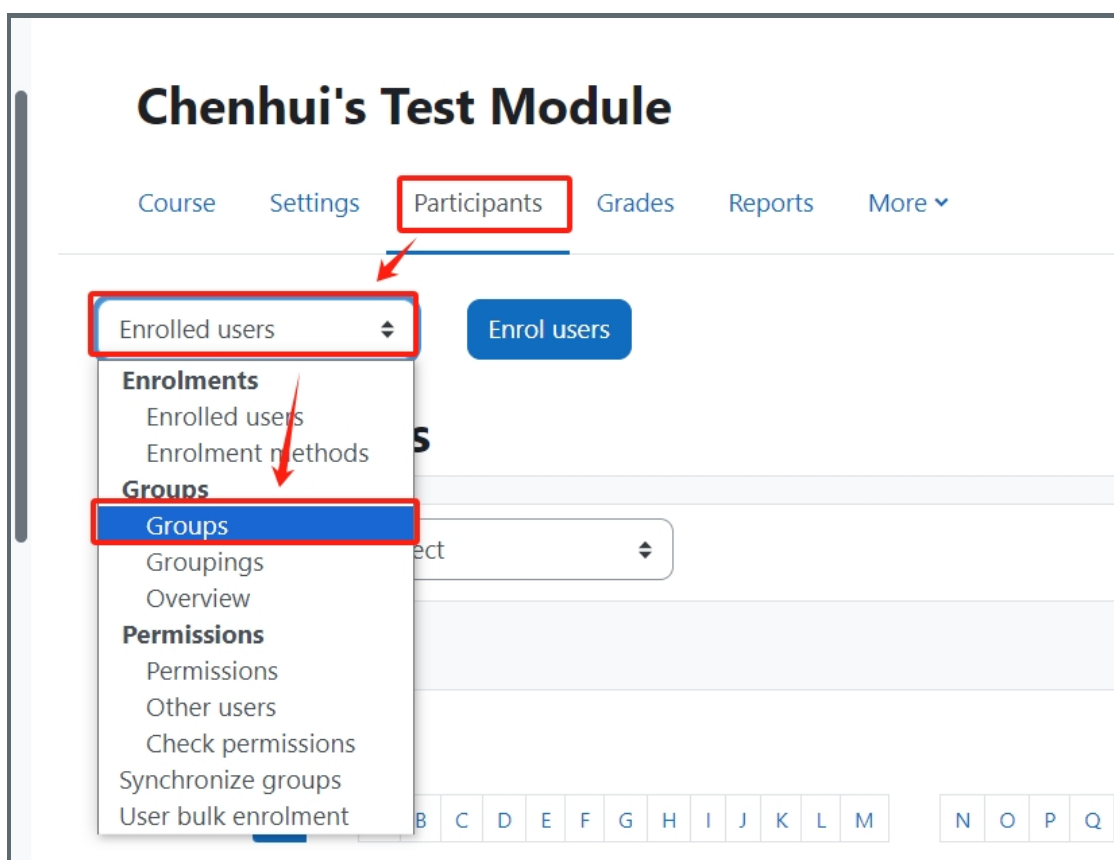 Chenhui's Test Module
Course Settings Participants Grades Reports More
Enrolled users Enrol users
Enrolments
Enrolled users
Enrolment methods
s
Groups
Groups
ect
Groupings
Overview
Permissions
Permissions
Other users
Check permissions
Synchronize groups
User bulk enrolment
B C D E F G H I J K L M N O P Q